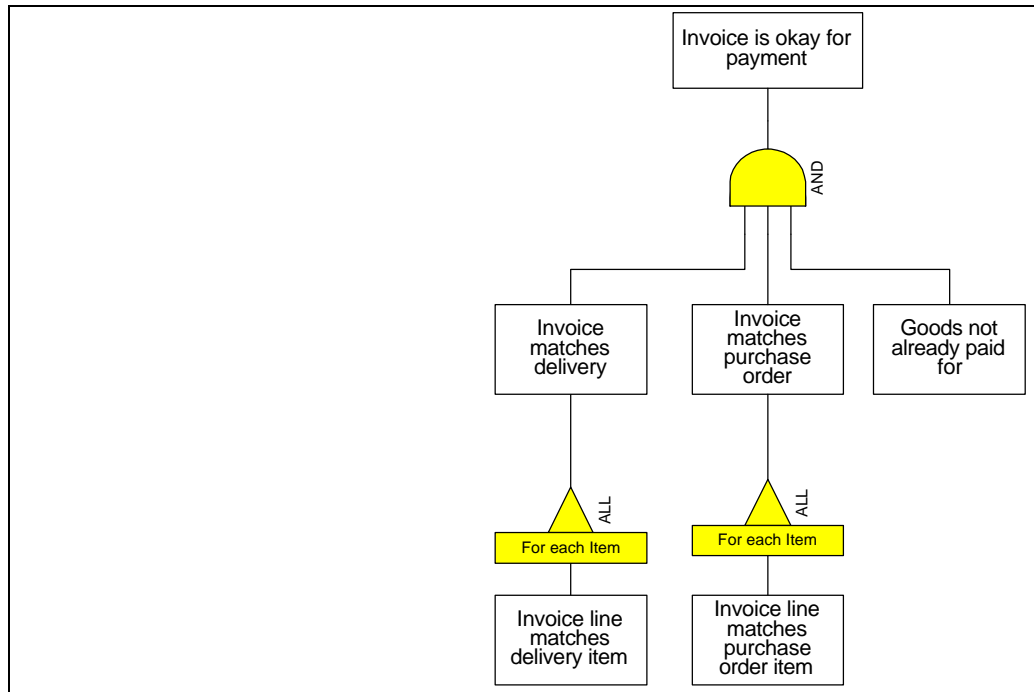 Invoice is okay for
payment
AND
Invoice
matches
delivery
Invoice
matches
purchase
order
Goods not
already paid
for
ALL
For each Item
ALL
For each Item
Invoice line
matches
delivery item
Invoice line
matches
purchase
order item